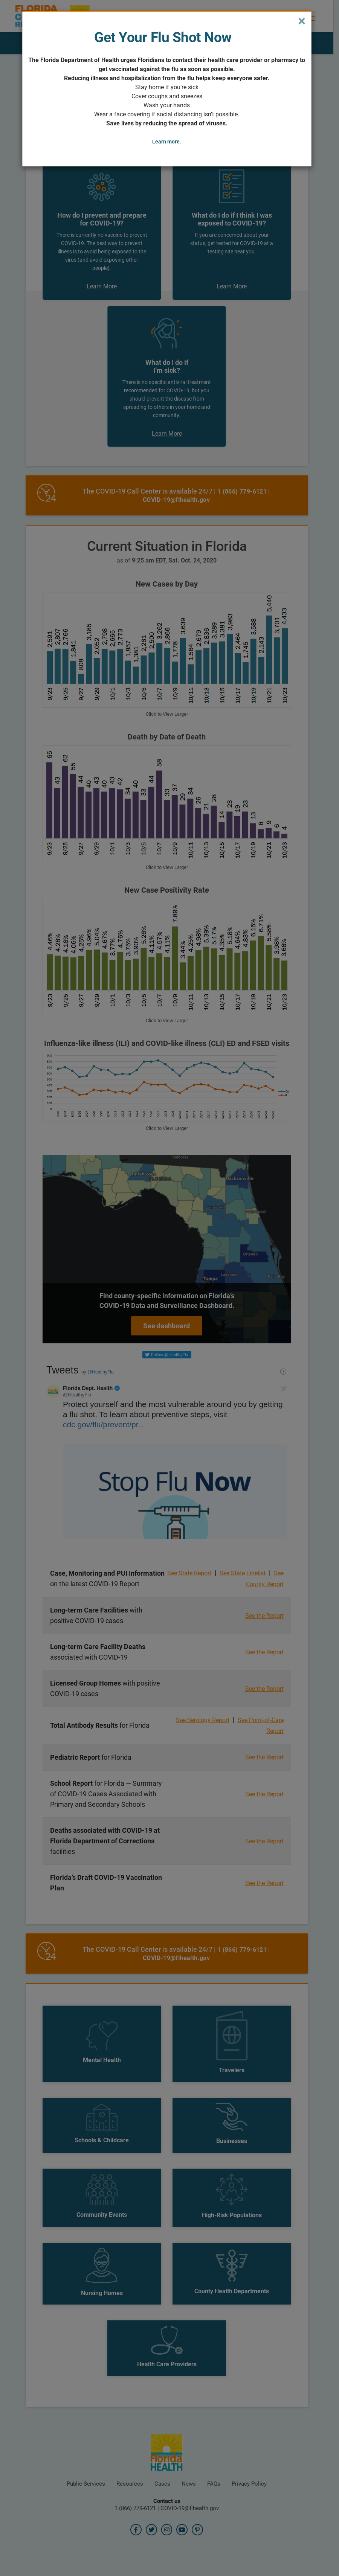 FLORIDA
×
Get Your Flu Shot Now
The Florida Department of Health urges Floridians to contact their health care provider or pharmacy to
get vaccinated against the flu as soon as possible.
Reducing illness and hospitalization from the flu helps keep everyone safer.
Stay home if you're sick
Cover coughs and sneezes
Wash your hands
Wear a face covering if social distancing isn't possible.
Save lives by reducing the spread of viruses.
Learn more.
How do I prevent and prepare
for COVID-19?
There is currently no vaccine to prevent
COVID-19. The best way to prevent
illness is to avoid being exposed to the
virus (and avoid exposing other
people).
Learn More
What do I do if I think I was
exposed to COVID-19?
If you are concerned about your
status, get tested for COVID-19 at a
testing site near you.
Learn More
What do I do if
I'm sick?
There is no specific antiviral treatment
recommended for COVID-19, but you
should prevent the disease from
spreading to others in your home and
community.
Learn More
24
The COVID-19 Call Center is available 24/7 | 1 (866) 779-6121 |
COVID-19@flhealth.gov
Current Situation in Florida
as of 9:25 am EDT, Sat. Oct. 24, 2020
New Cases by Day
2,591 2,807 2,766 1,841 808 3,185 2,052 2,798 2,665 2,773 1,857 1,381 2,261 2,500 3,262 2,866 1,778 3,639 1,564 2,679 2,836 3,289 3,381 3,983 2,464 1,745 3,588 2,143 5,440 3,701 4,433
9/23 9/25 9/27 9/29 10/1 10/3 10/5 10/7 10/9 10/11 10/13 10/15 10/17 10/19 10/21 10/23
Click to View Larger
Death by Date of Death
65 43 62 55 44 40 43 40 43 42 34 40 33 44 58 33 37 29 34 26 21 28 14 23 19 23 13 8 9 6 4
9/23 9/25 9/27 9/29 10/1 10/3 10/5 10/7 10/9 10/11 10/13 10/15 10/17 10/19 10/21 10/23
Click to View Larger
New Case Positivity Rate
4.46% 4.28% 4.16% 4.06% 4.25% 4.96% 5.04% 4.67% 3.77% 4.76% 3.75% 3.90% 5.26% 4.11% 4.57% 4.11% 7.89% 3.44% 4.25% 4.98% 5.39% 5.17% 4.35% 5.18% 4.64% 4.83% 6.15% 6.71% 5.58% 3.98% 3.68%
9/23 9/25 9/27 9/29 10/1 10/3 10/5 10/7 10/9 10/11 10/13 10/15 10/17 10/19 10/21 10/23
Click to View Larger
Influenza-like illness (ILI) and COVID-like illness (CLI) ED and FSED visits
Click to View Larger
Jacksonville
Orlando
Tampa
Find county-specific information on Florida's
COVID-19 Data and Surveillance Dashboard.
See dashboard
Follow @HealthyFla
Tweets by @HealthyFla
Florida Dept. Health
@HealthyFla
Protect yourself and the most vulnerable around you by getting
a flu shot. To learn about preventive steps, visit
cdc.gov/flu/prevent/pr…
Stop Flu Now
Case, Monitoring and PUI Information See State Report | See State Linelist | See
on the latest COVID-19 Report County Report
Long-term Care Facilities with
positive COVID-19 cases
See the Report
Long-term Care Facility Deaths
associated with COVID-19
See the Report
Licensed Group Homes with positive
COVID-19 cases
See the Report
Total Antibody Results for Florida
See Serology Report | See Point-of-Care
Report
Pediatric Report for Florida
See the Report
School Report for Florida — Summary
of COVID-19 Cases Associated with
Primary and Secondary Schools
See the Report
Deaths associated with COVID-19 at
Florida Department of Corrections
facilities
See the Report
Florida's Draft COVID-19 Vaccination
Plan
See the Report
24
The COVID-19 Call Center is available 24/7 | 1 (866) 779-6121 |
COVID-19@flhealth.gov
Mental Health
Travelers
Schools & Childcare
Businesses
Community Events
High-Risk Populations
Nursing Homes
County Health Departments
Health Care Providers
Florida
HEALTH
Public Services Resources Cases News FAQs Privacy Policy
Contact us
1 (866) 779-6121 | COVID-19@flhealth.gov